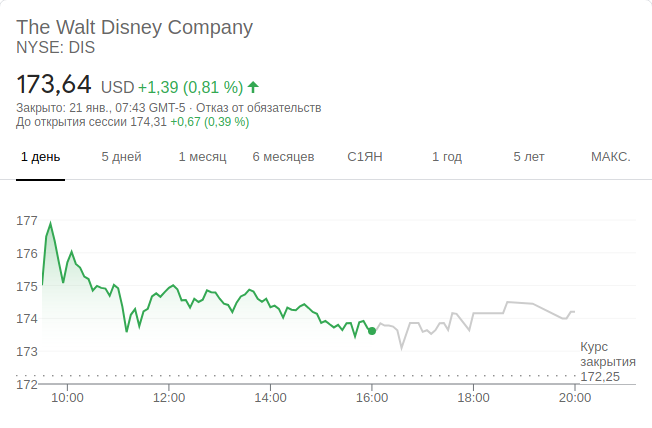 The Walt Disney Company
NYSE: DIS
173,64 USD +1,39 (0,81 %)
Закрыто: 21 янв., 07:43 GMT-5 · Отказ от обязательств
До открытия сессии 174,31 +0,67 (0,39 %)
1 день 5 дней 1 месяц 6 месяцев С1ЯН 1 год 5 лет МАКС.
177
176
175
174
173
172
Курс
закрытия
172,25
10:00 12:00 14:00 16:00 18:00 20:00